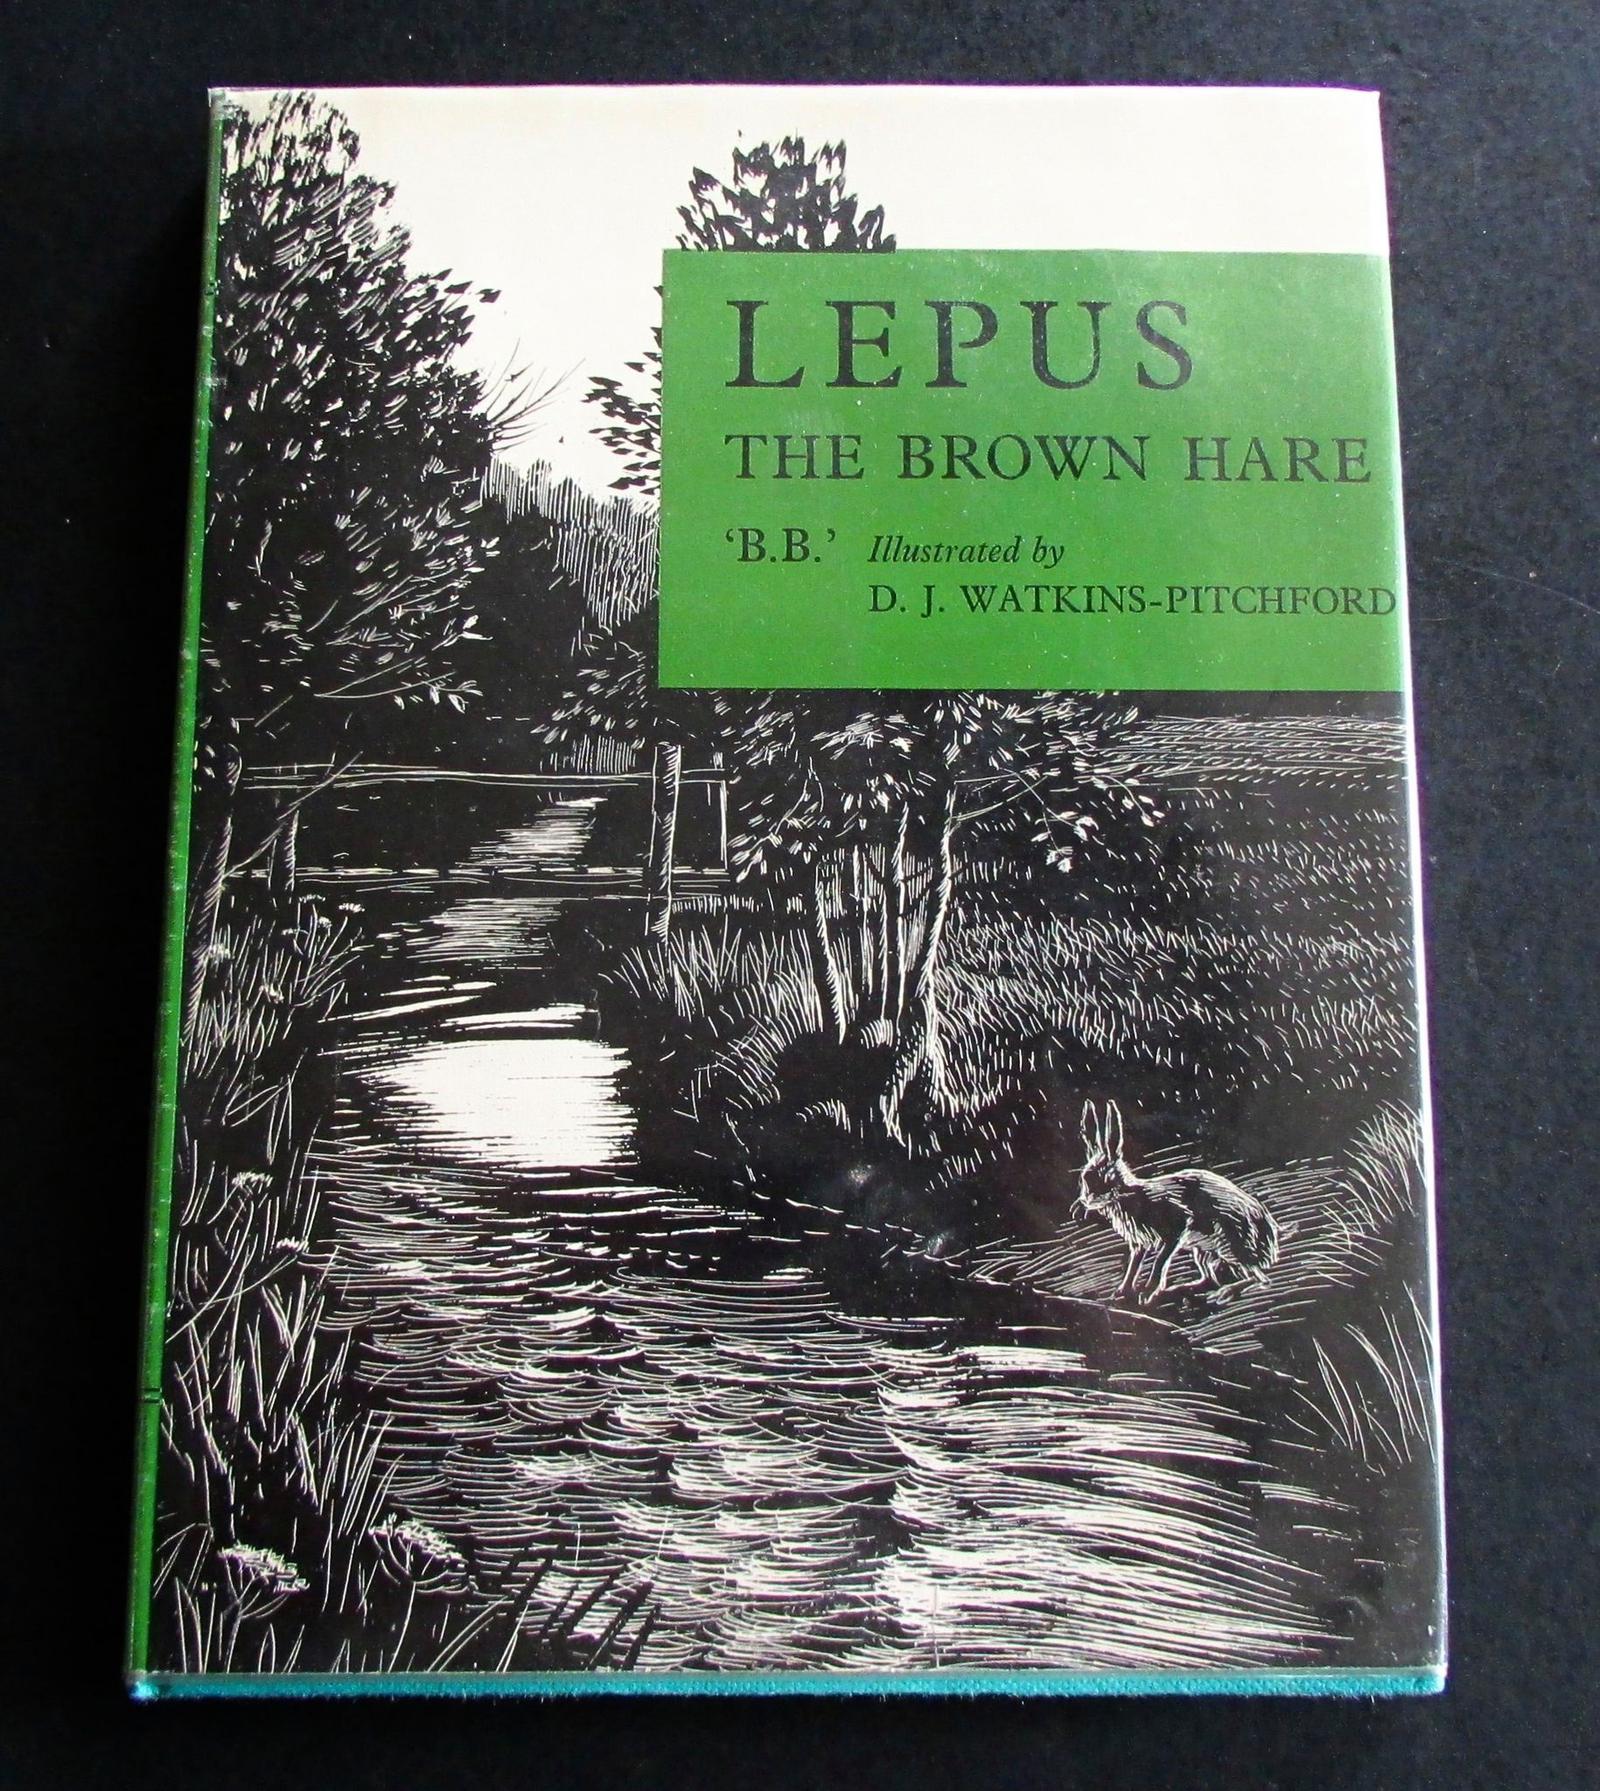 LEPUS
THE BROWN HARE
‘B.B.’ Illustrated by
D. J. WATKINS-PITCHFORD